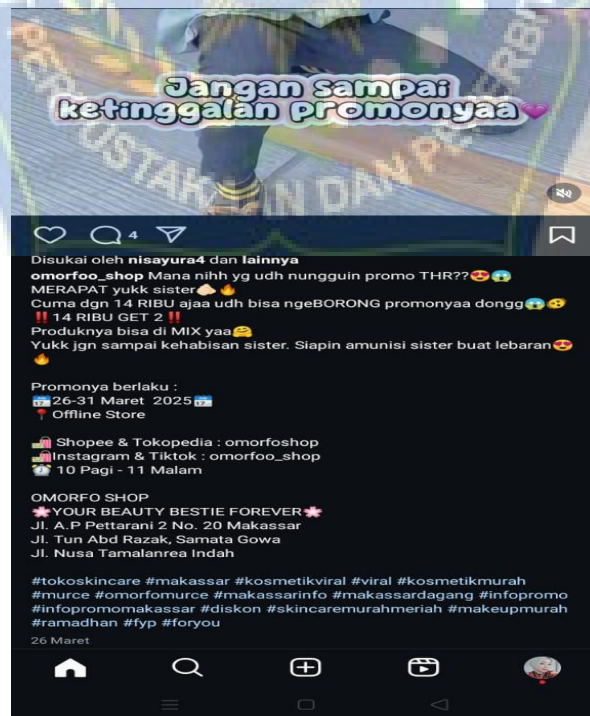 Jangan sampai
ketinggalan promonyaa💜
PERPUSTAKAAN DAN PENERBI
4
Disukai oleh nisayura4 dan lainnya
omorfoo_shop Mana nihh yg udh nungguin promo THR??😍😱
MERAPAT yukk sister👏🏻🔥
Cuma dgn 14 RIBU ajaa udh bisa ngeBORONG promonyaa dongg😱🫣
‼️14 RIBU GET 2‼️
Produknya bisa di MIX yaa🤗
Yukk jgn sampai kehabisan sister. Siapin amunisi sister buat lebaran😍
🔥
Promonya berlaku :
📅26-31 Maret 2025📅
📍Offline Store
🛍️ Shopee & Tokopedia : omorfoshop
🛍️Instagram & Tiktok : omorfoo_shop
⏰ 10 Pagi - 11 Malam
OMORFO SHOP
🌸YOUR BEAUTY BESTIE FOREVER🌸
Jl. A.P Pettarani 2 No. 20 Makassar
Jl. Tun Abd Razak, Samata Gowa
Jl. Nusa Tamalanrea Indah
#tokoskincare #makassar #kosmetikviral #viral #kosmetikmurah
#murce #omorfomurce #makassarinfo #makassardagang #infopromo
#infopromomakassar #diskon #skincaremurahmeriah #makeupmurah
#ramadhan #fyp #foryou
26 Maret